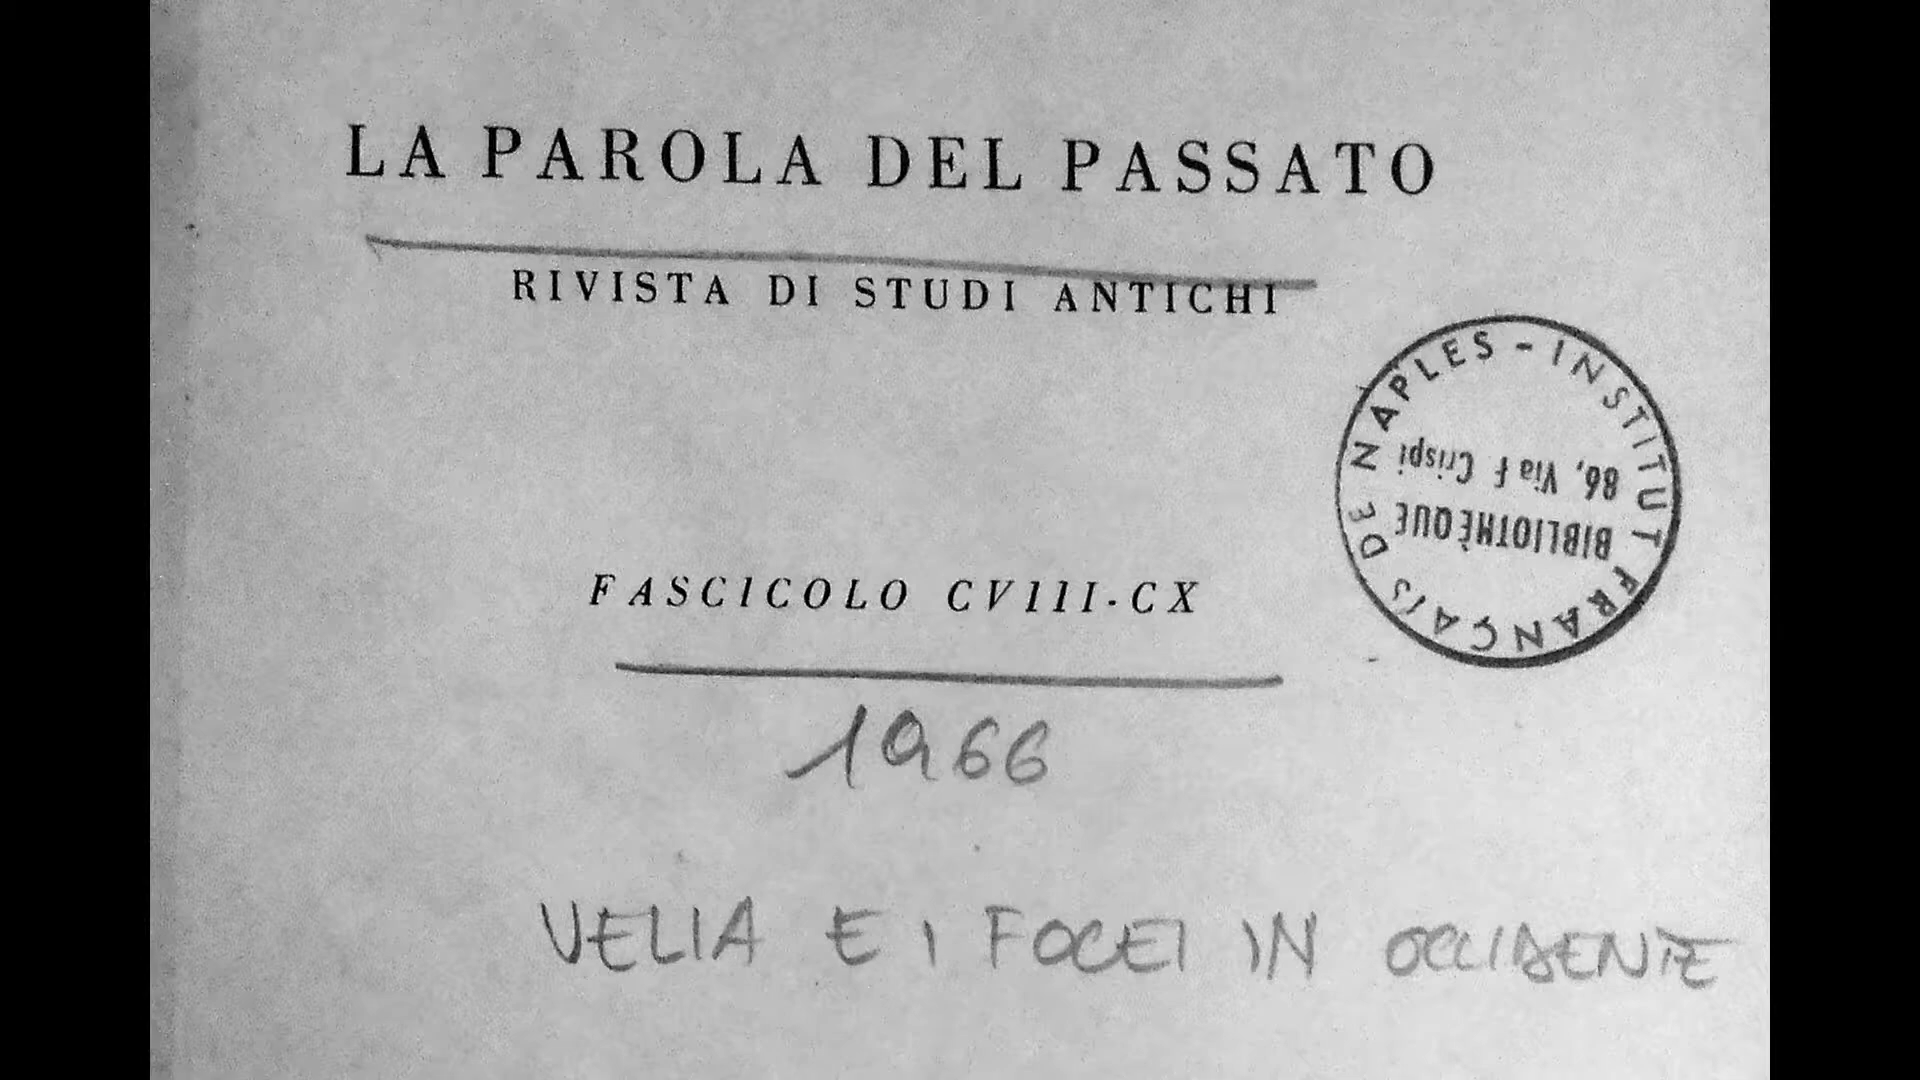 LA PAROLA DEL PASSATO
RIVISTA DI STUDI ANTICHI
INSTITUT FRANÇAIS DE NAPLES -
BIBLIOTHÈQUE
86, Via F Crispi
FASCICOLO CVIII-CX
1966
VELIA E I FOCEI IN OCCIDENTE